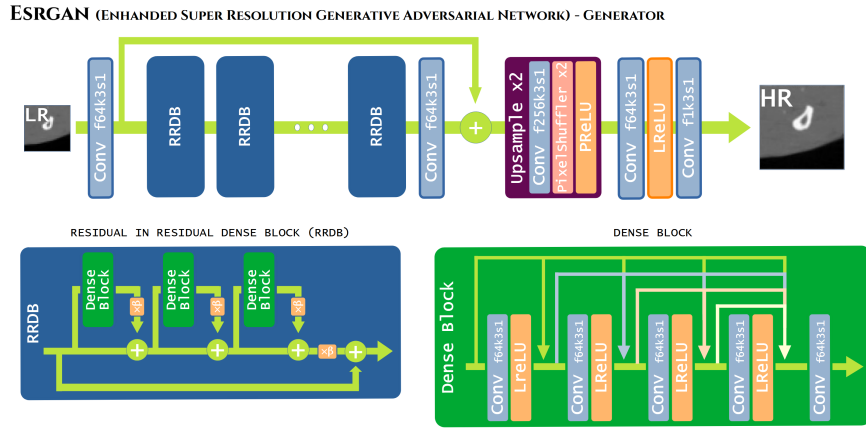 ESRGAN (ENHANDED SUPER RESOLUTION GENERATIVE ADVERSARIAL NETWORK) - GENERATOR
LR
Conv f64k3s1
RRDB
RRDB
RRDB
Conv f64k3s1
+
Upsample x2
Conv f256k3s1
PixelShuffler x2
PReLU
Conv f64k3s1
LReLU
Conv f1k3s1
HR
RESIDUAL IN RESIDUAL DENSE BLOCK (RRDB)
RRDB
Dense Block
×β
+
Dense Block
×β
+
Dense Block
×β
+
×β
+
DENSE BLOCK
Dense Block
Conv f64k3s1
LreLU
Conv f64k3s1
LReLU
Conv f64k3s1
LReLU
Conv f64k3s1
LReLU
Conv f64k3s1